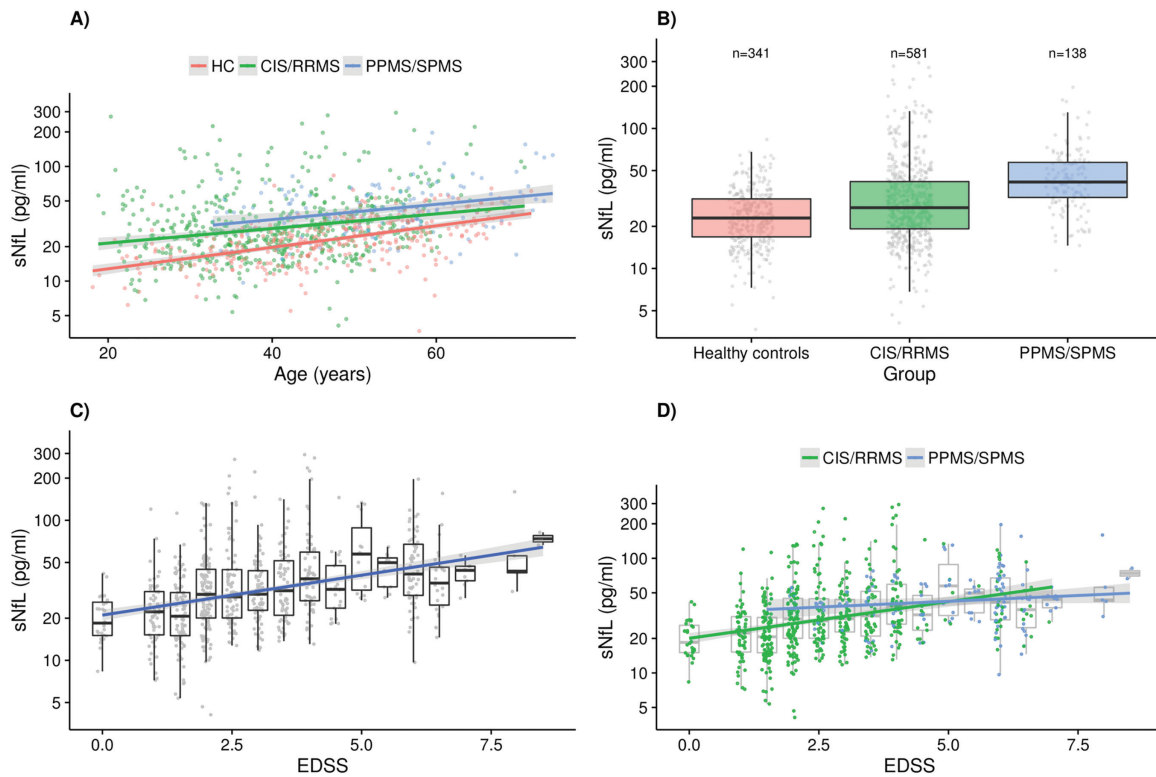 A)
HC CIS/RRMS PPMS/SPMS
sNfL (pg/ml)
300
200
100
50
20
10
5
20 40 60
Age (years)
B)
n=341 n=581 n=138
sNfL (pg/ml)
300
100
50
20
10
5
Healthy controls CIS/RRMS PPMS/SPMS
Group
C)
sNfL (pg/ml)
300
200
100
50
20
10
5
0.0 2.5 5.0 7.5
EDSS
D)
CIS/RRMS PPMS/SPMS
sNfL (pg/ml)
300
200
100
50
20
10
5
0.0 2.5 5.0 7.5
EDSS